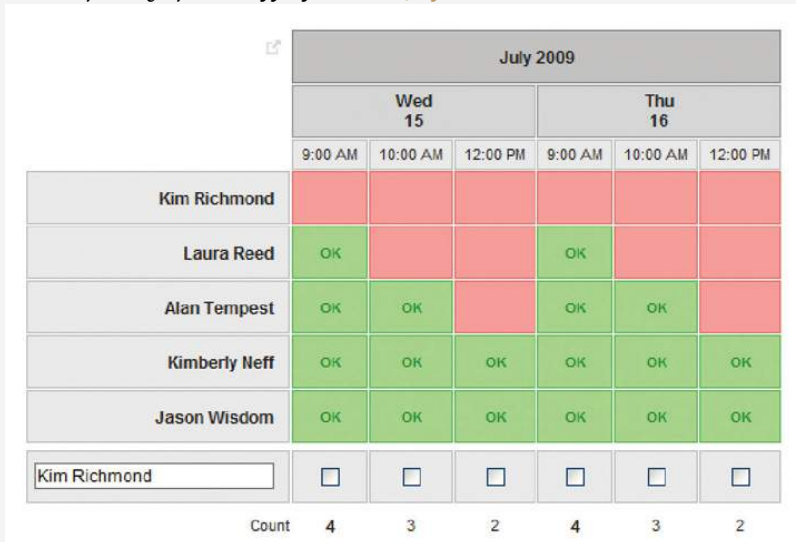 July 2009
Wed Thu
15 16
9:00 AM 10:00 AM 12:00 PM 9:00 AM 10:00 AM 12:00 PM
Kim Richmond
Laura Reed OK OK
Alan Tempest OK OK OK OK
Kimberly Neff OK OK OK OK OK OK
Jason Wisdom OK OK OK OK OK OK
Kim Richmond
Count 4 3 2 4 3 2